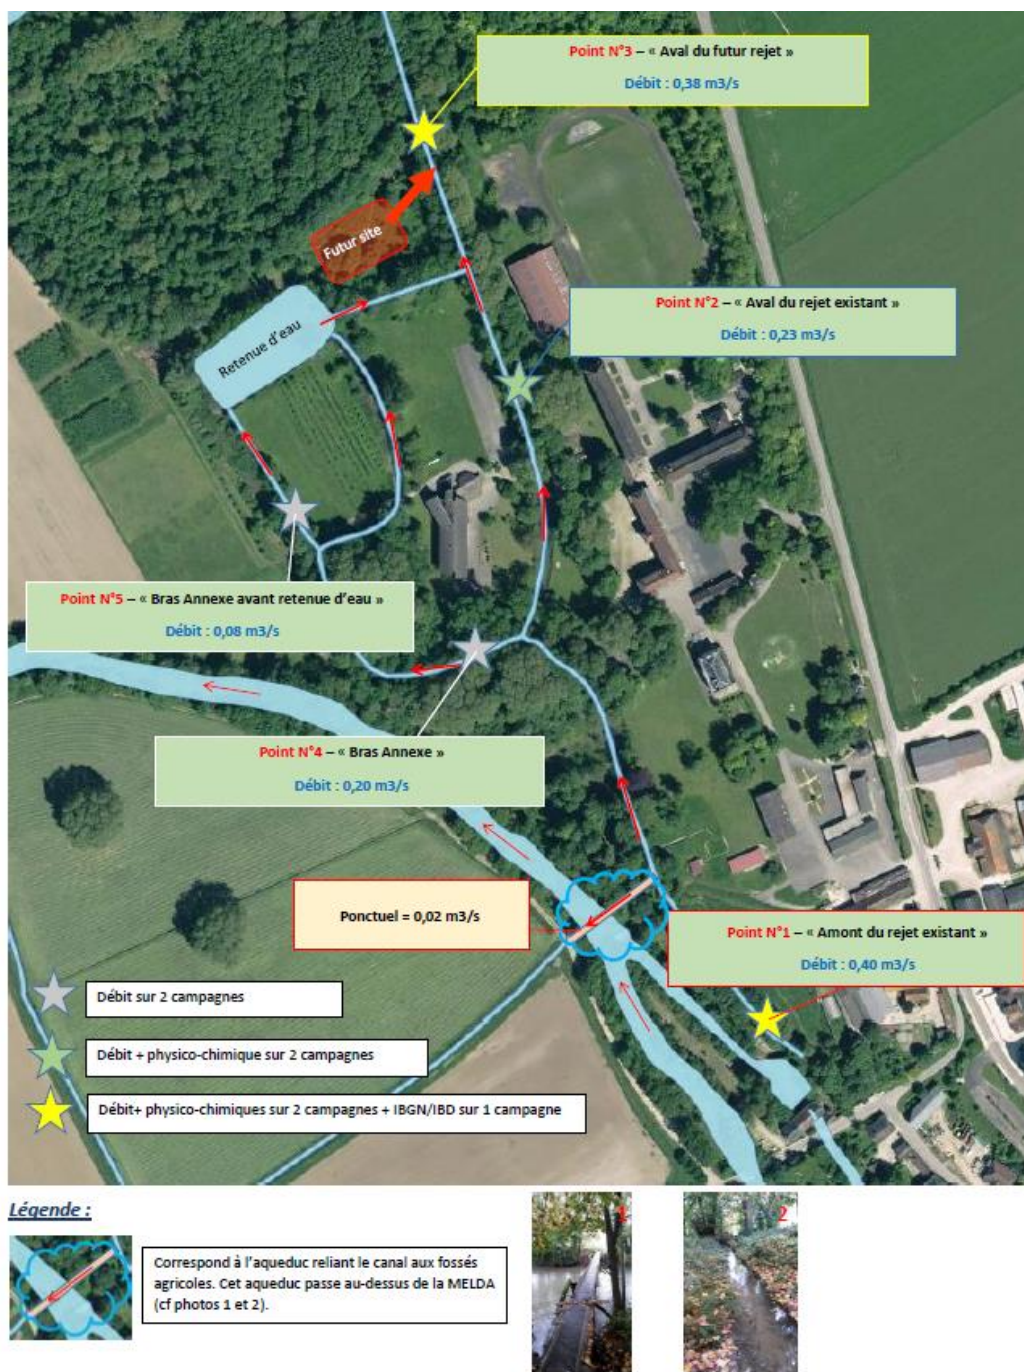 Point N°3 – « Aval du futur rejet »
Débit : 0,38 m3/s
Futur site
Point N°2 – « Aval du rejet existant »
Débit : 0,23 m3/s
Retenue d'eau
Point N°5 – « Bras Annexe avant retenue d'eau »
Débit : 0,08 m3/s
Point N°4 – « Bras Annexe »
Débit : 0,20 m3/s
Ponctuel = 0,02 m3/s
Point N°1 – « Amont du rejet existant »
Débit : 0,40 m3/s
Débit sur 2 campagnes
Débit + physico-chimique sur 2 campagnes
Débit+ physico-chimiques sur 2 campagnes + IBGN/IBD sur 1 campagne
Légende :
Correspond à l'aqueduc reliant le canal aux fossés
agricoles. Cet aqueduc passe au-dessus de la MELDA
(cf photos 1 et 2).
1
2